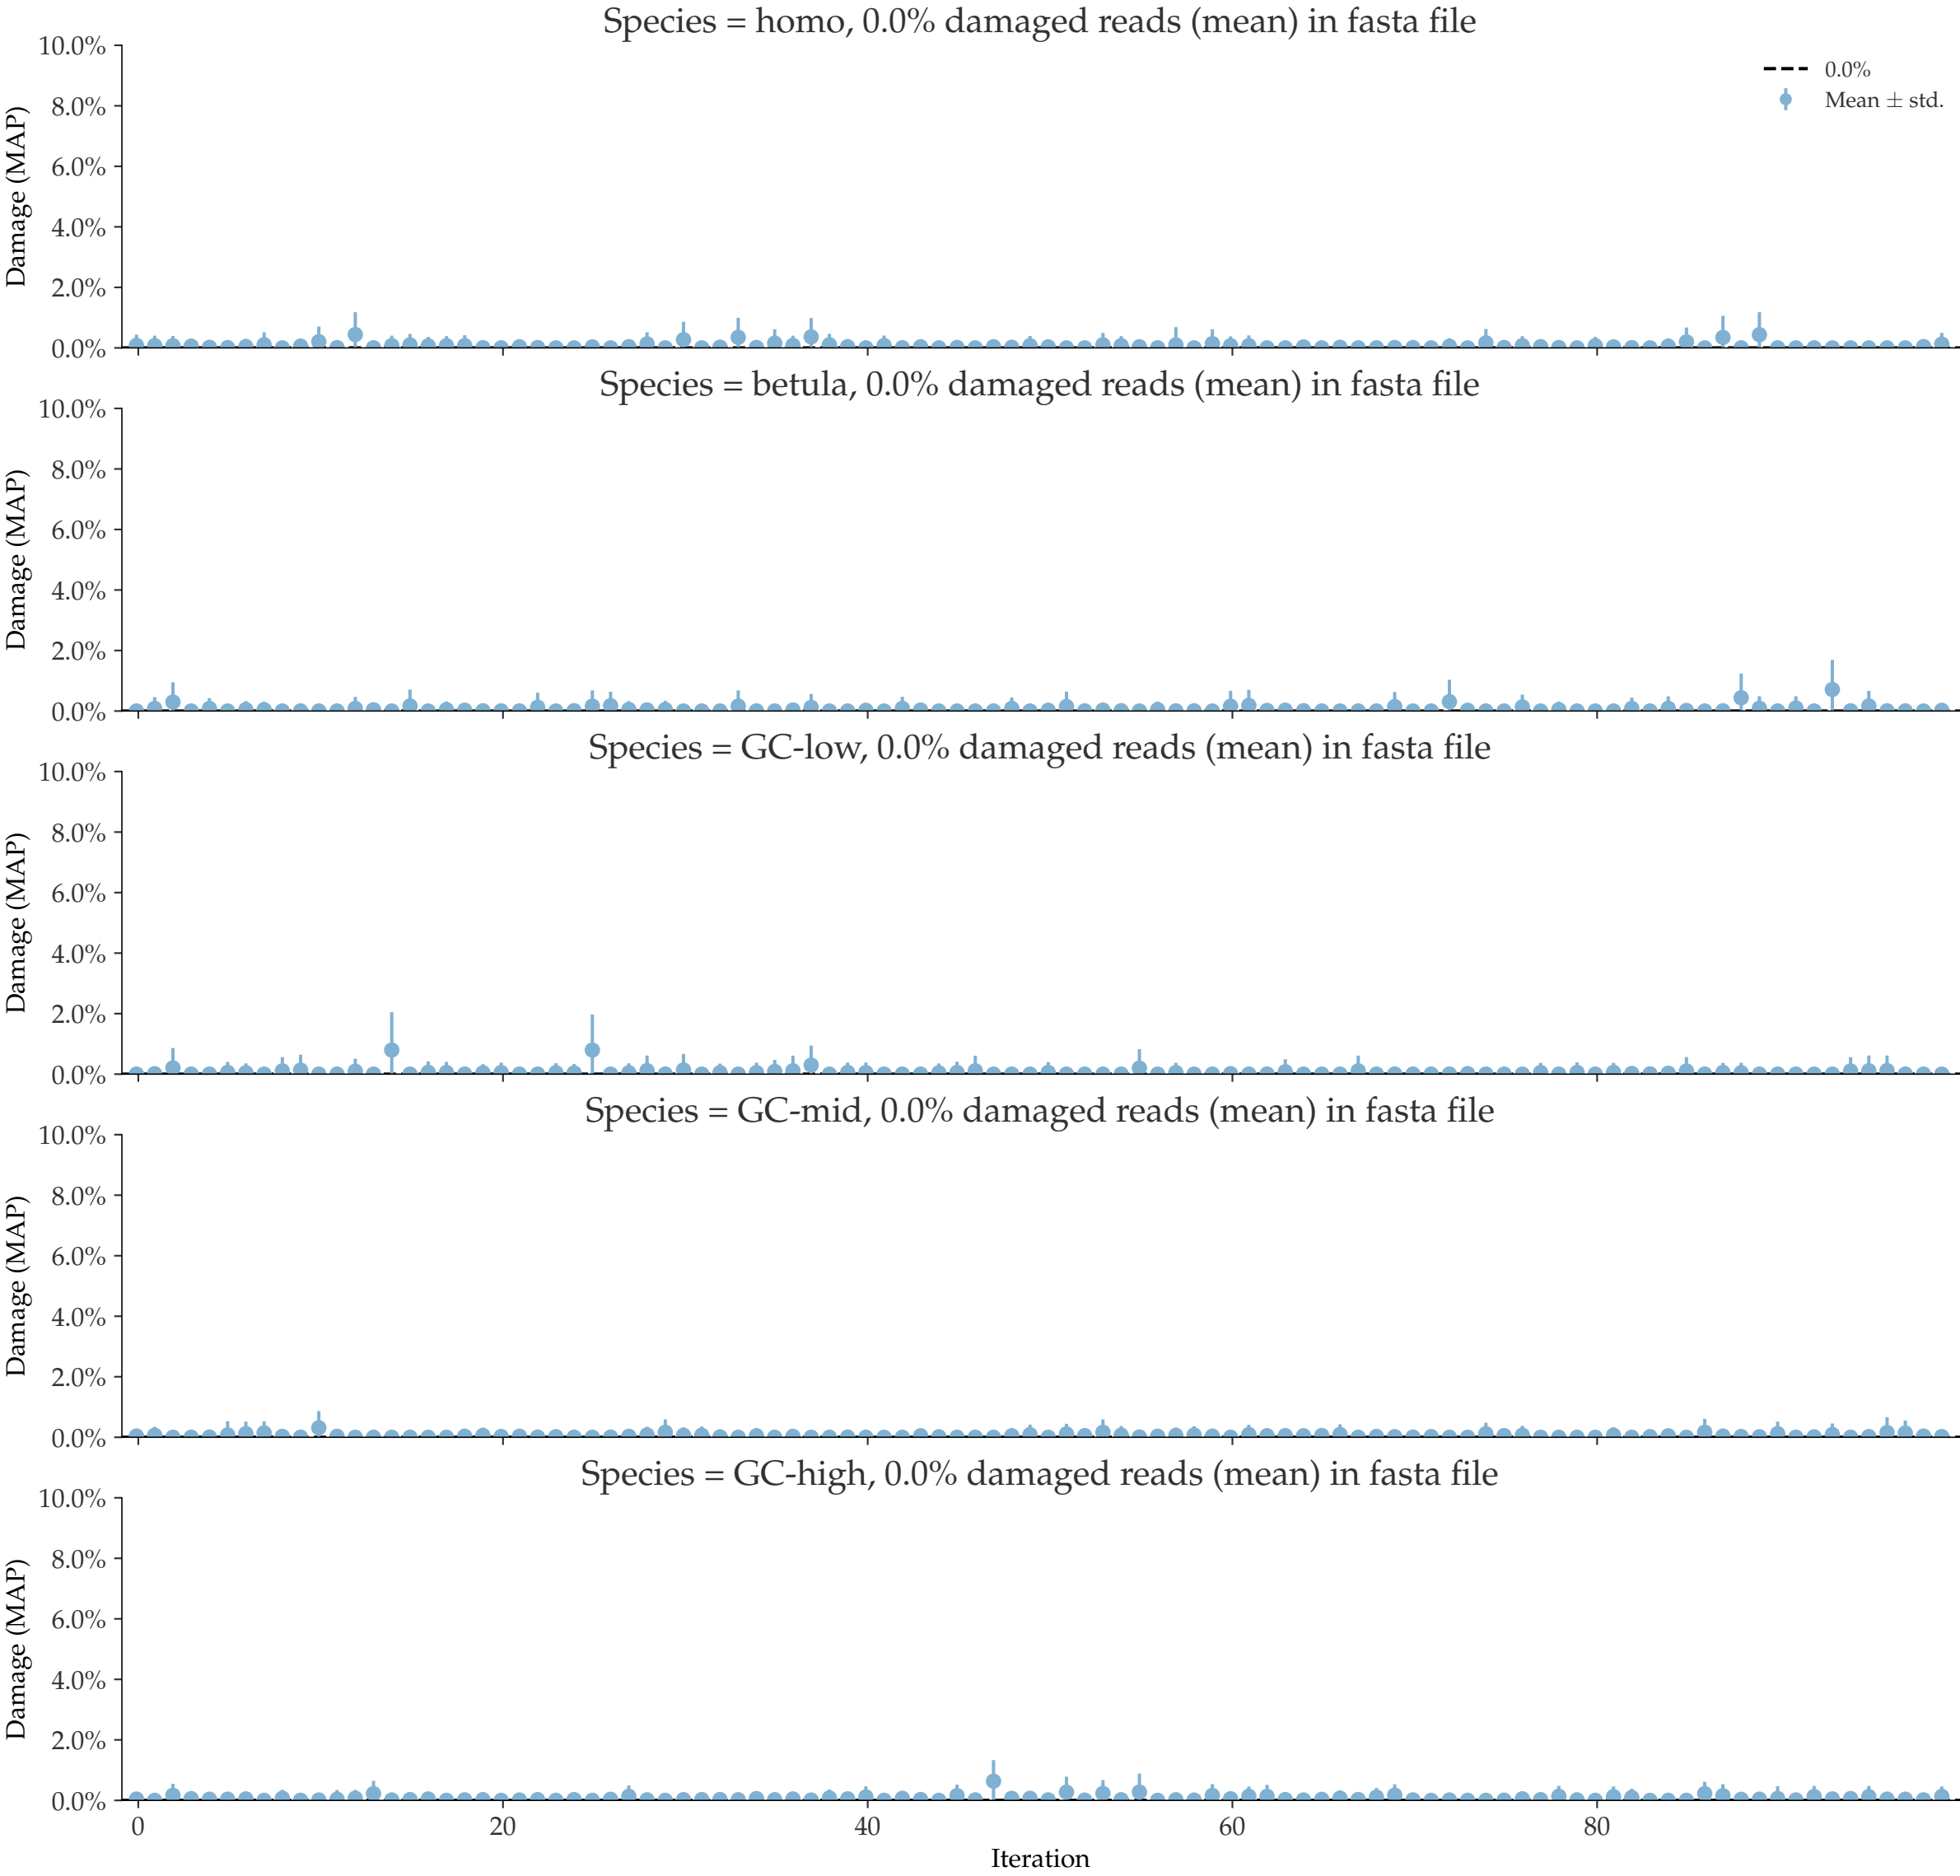 Species = homo, 0.0% damaged reads (mean) in fasta file
10.0%
8.0%
6.0%
4.0%
2.0%
0.0%
Damage (MAP)
0.0%
Mean ± std.
Species = betula, 0.0% damaged reads (mean) in fasta file
10.0%
8.0%
6.0%
4.0%
2.0%
0.0%
Damage (MAP)
Species = GC-low, 0.0% damaged reads (mean) in fasta file
10.0%
8.0%
6.0%
4.0%
2.0%
0.0%
Damage (MAP)
Species = GC-mid, 0.0% damaged reads (mean) in fasta file
10.0%
8.0%
6.0%
4.0%
2.0%
0.0%
Damage (MAP)
Species = GC-high, 0.0% damaged reads (mean) in fasta file
10.0%
8.0%
6.0%
4.0%
2.0%
0.0%
Damage (MAP)
0 20 40 60 80
Iteration